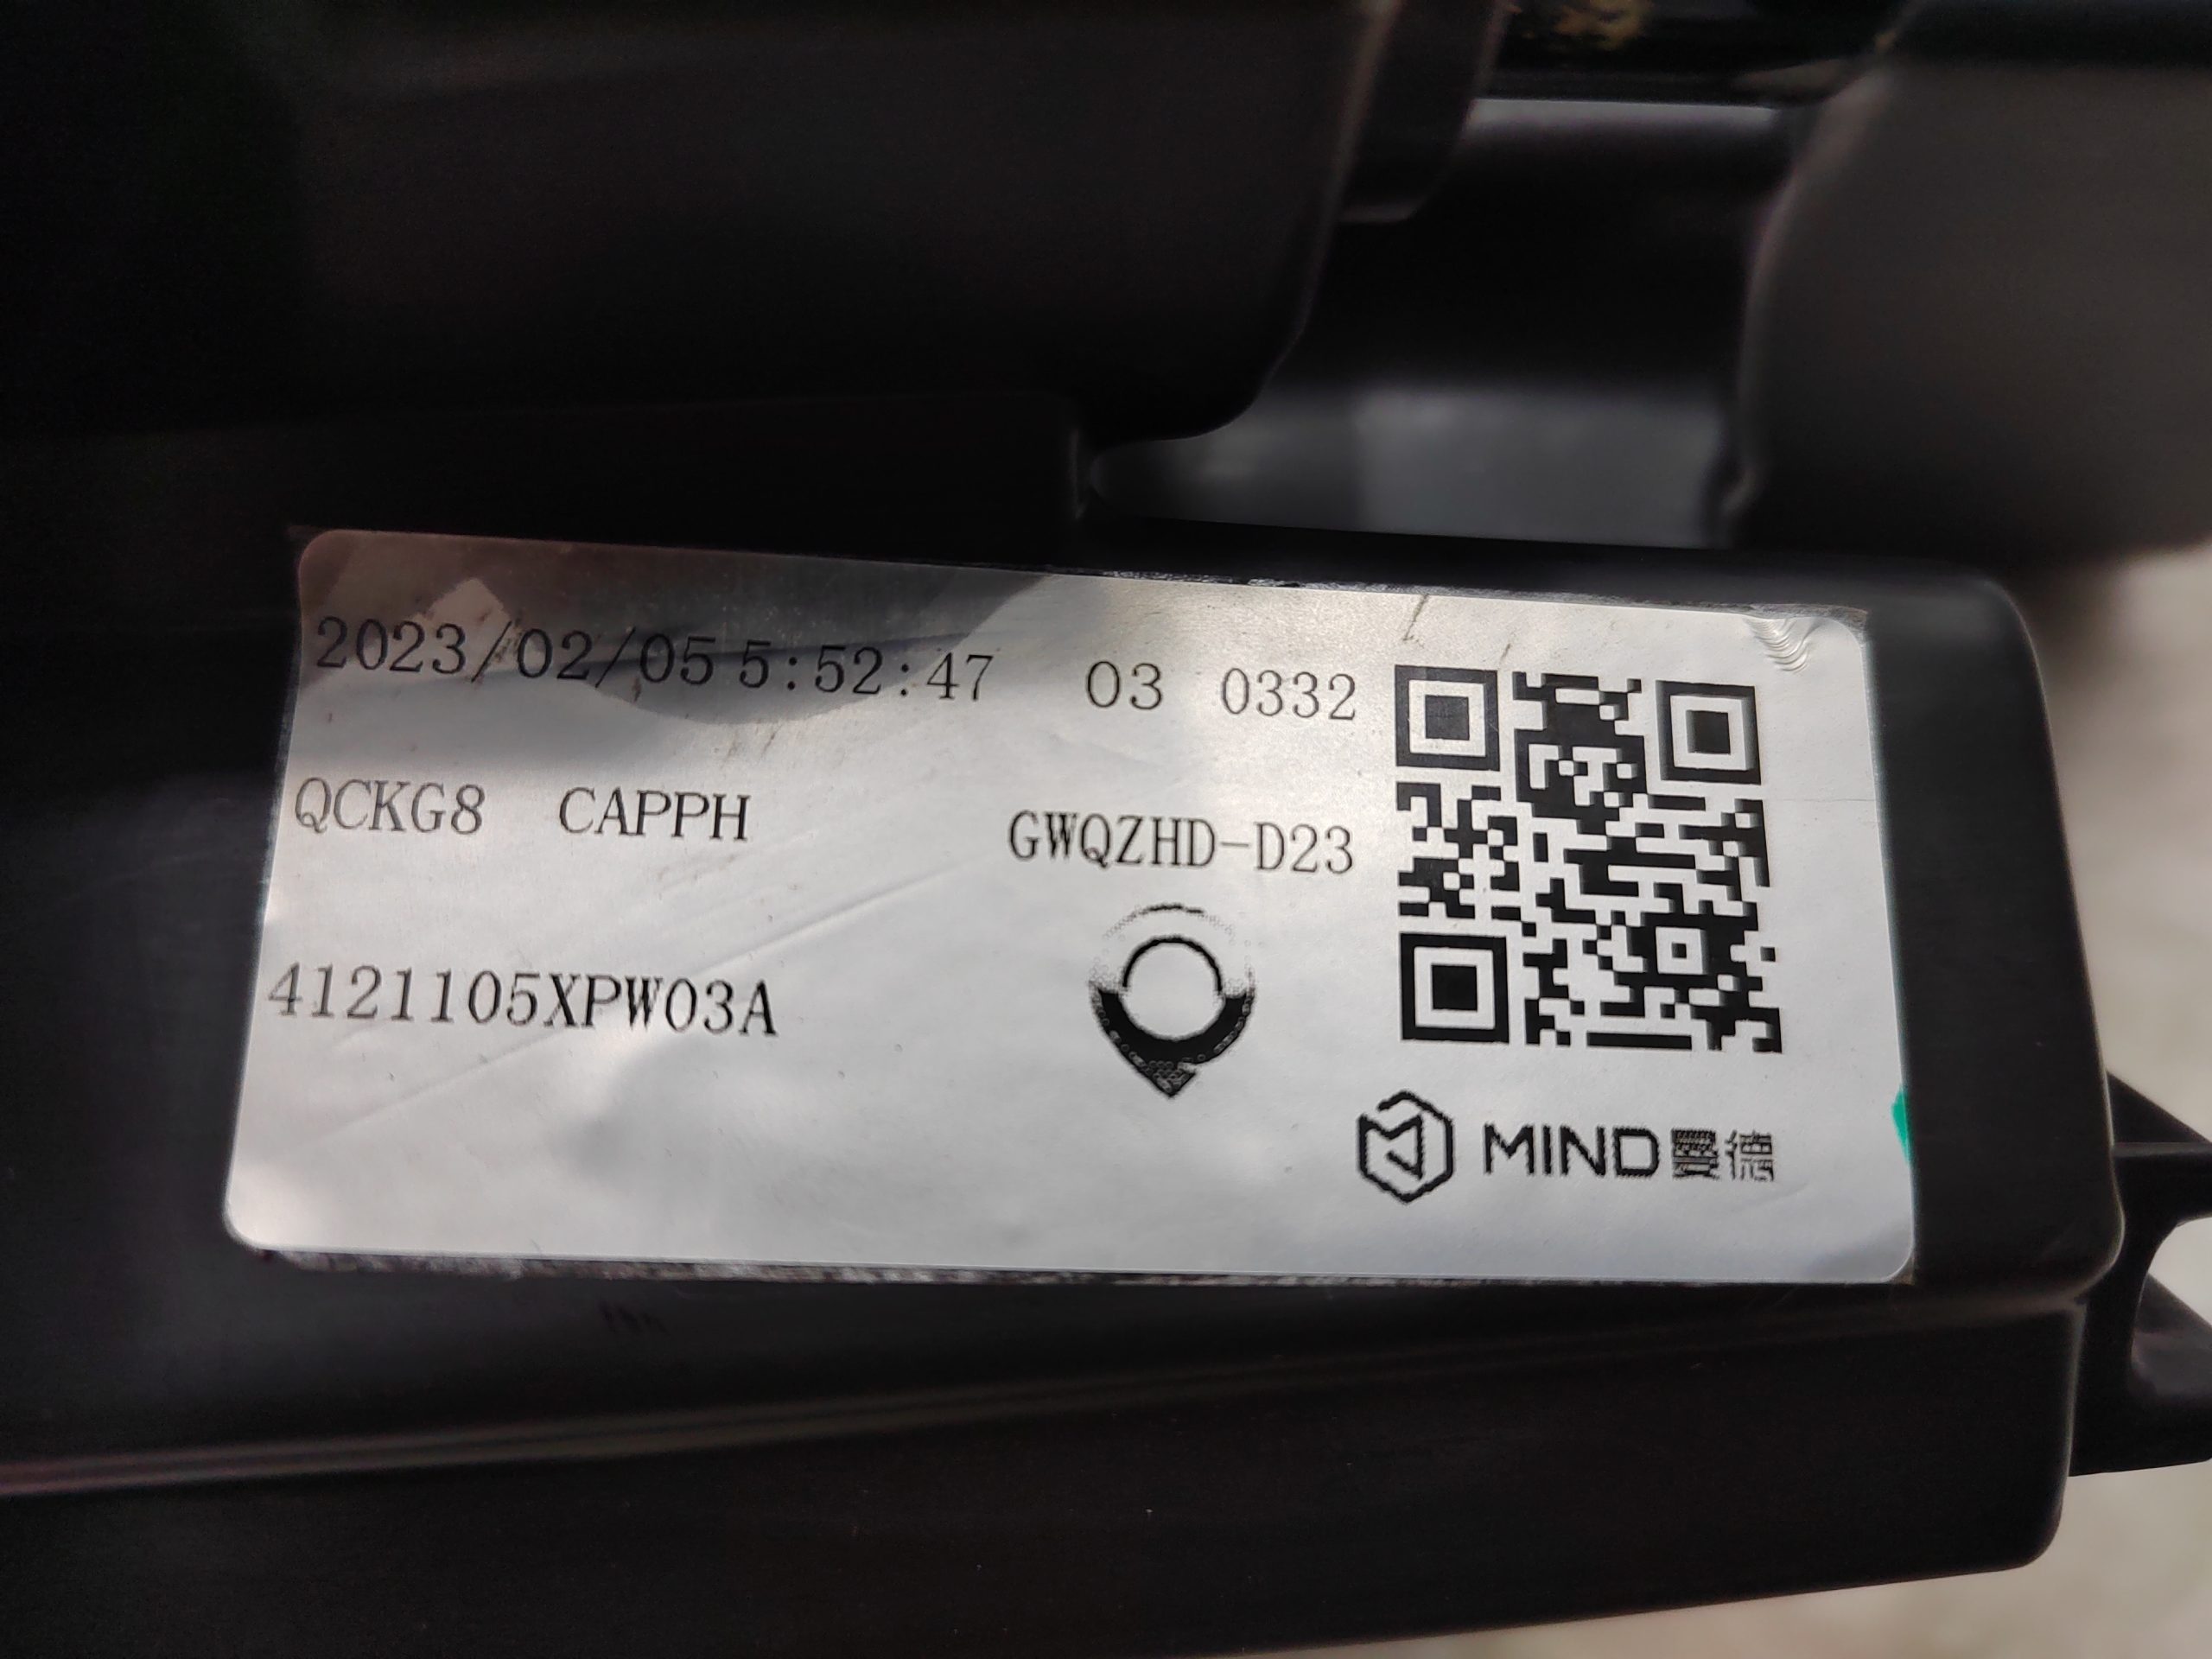 2023/02/05 5:52:47 03 0332
QCKG8 CAPPH GWQZHD-D23
4121105XPW03A
MIND曼德